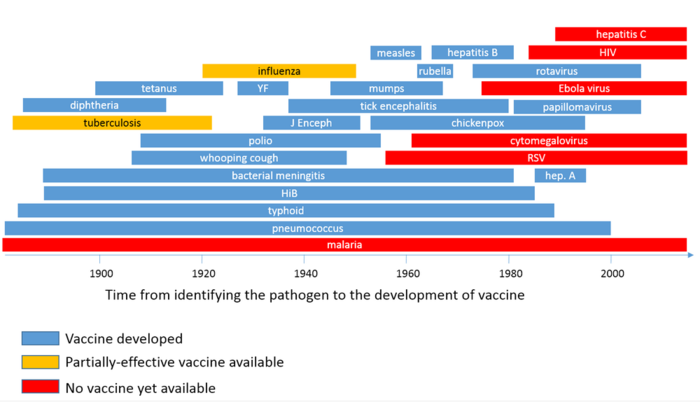 hepatitis C
measles hepatitis B HIV
influenza rubella rotavirus
tetanus YF mumps Ebola virus
diphtheria tick encephalitis papillomavirus
tuberculosis J Enceph chickenpox
polio cytomegalovirus
whooping cough RSV
bacterial meningitis hep. A
HiB
typhoid
pneumococcus
malaria
1900 1920 1940 1960 1980 2000
Time from identifying the pathogen to the development of vaccine
Vaccine developed
Partially-effective vaccine available
No vaccine yet available